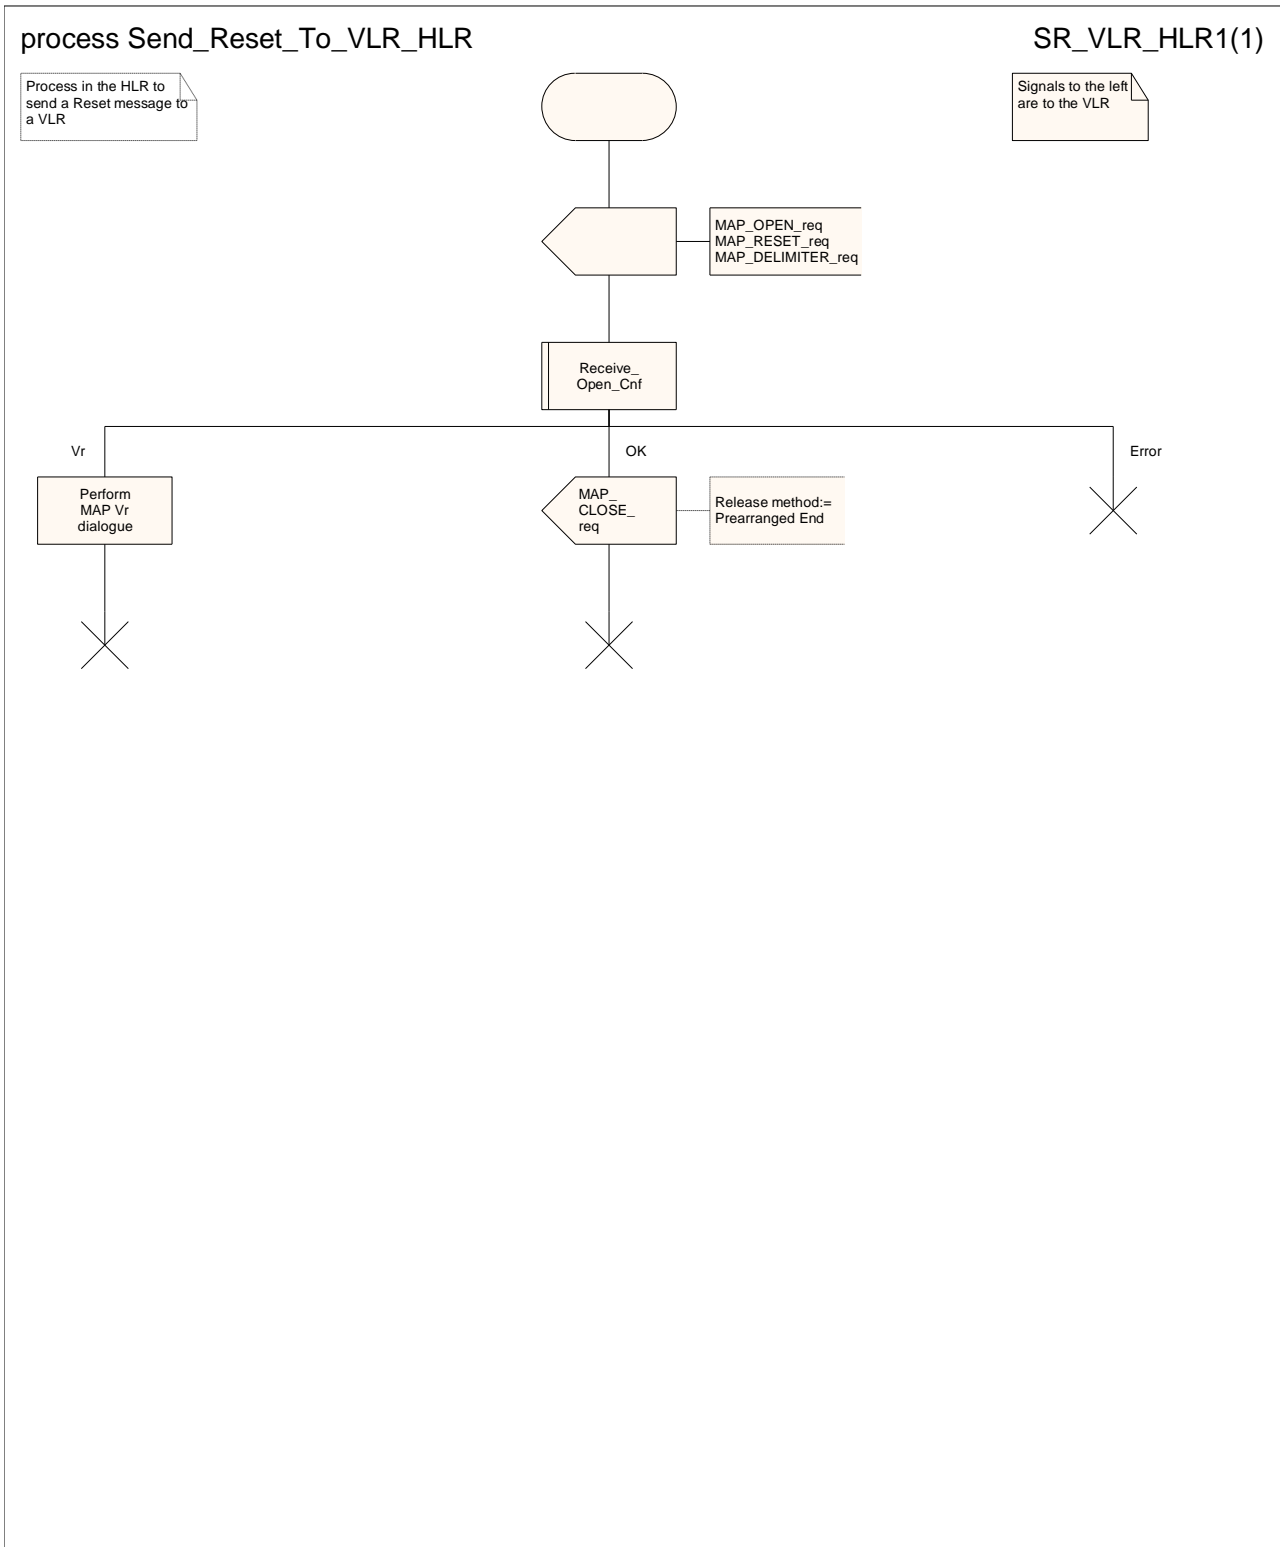 process Send_Reset_To_VLR_HLR
SR_VLR_HLR1(1)
Process in the HLR to
send a Reset message to
a VLR
Signals to the left
are to the VLR
MAP_OPEN_req
MAP_RESET_req
MAP_DELIMITER_req
Receive_
Open_Cnf
Vr
OK
Error
Perform
MAP Vr
dialogue
MAP_
CLOSE_
req
Release method:=
Prearranged End